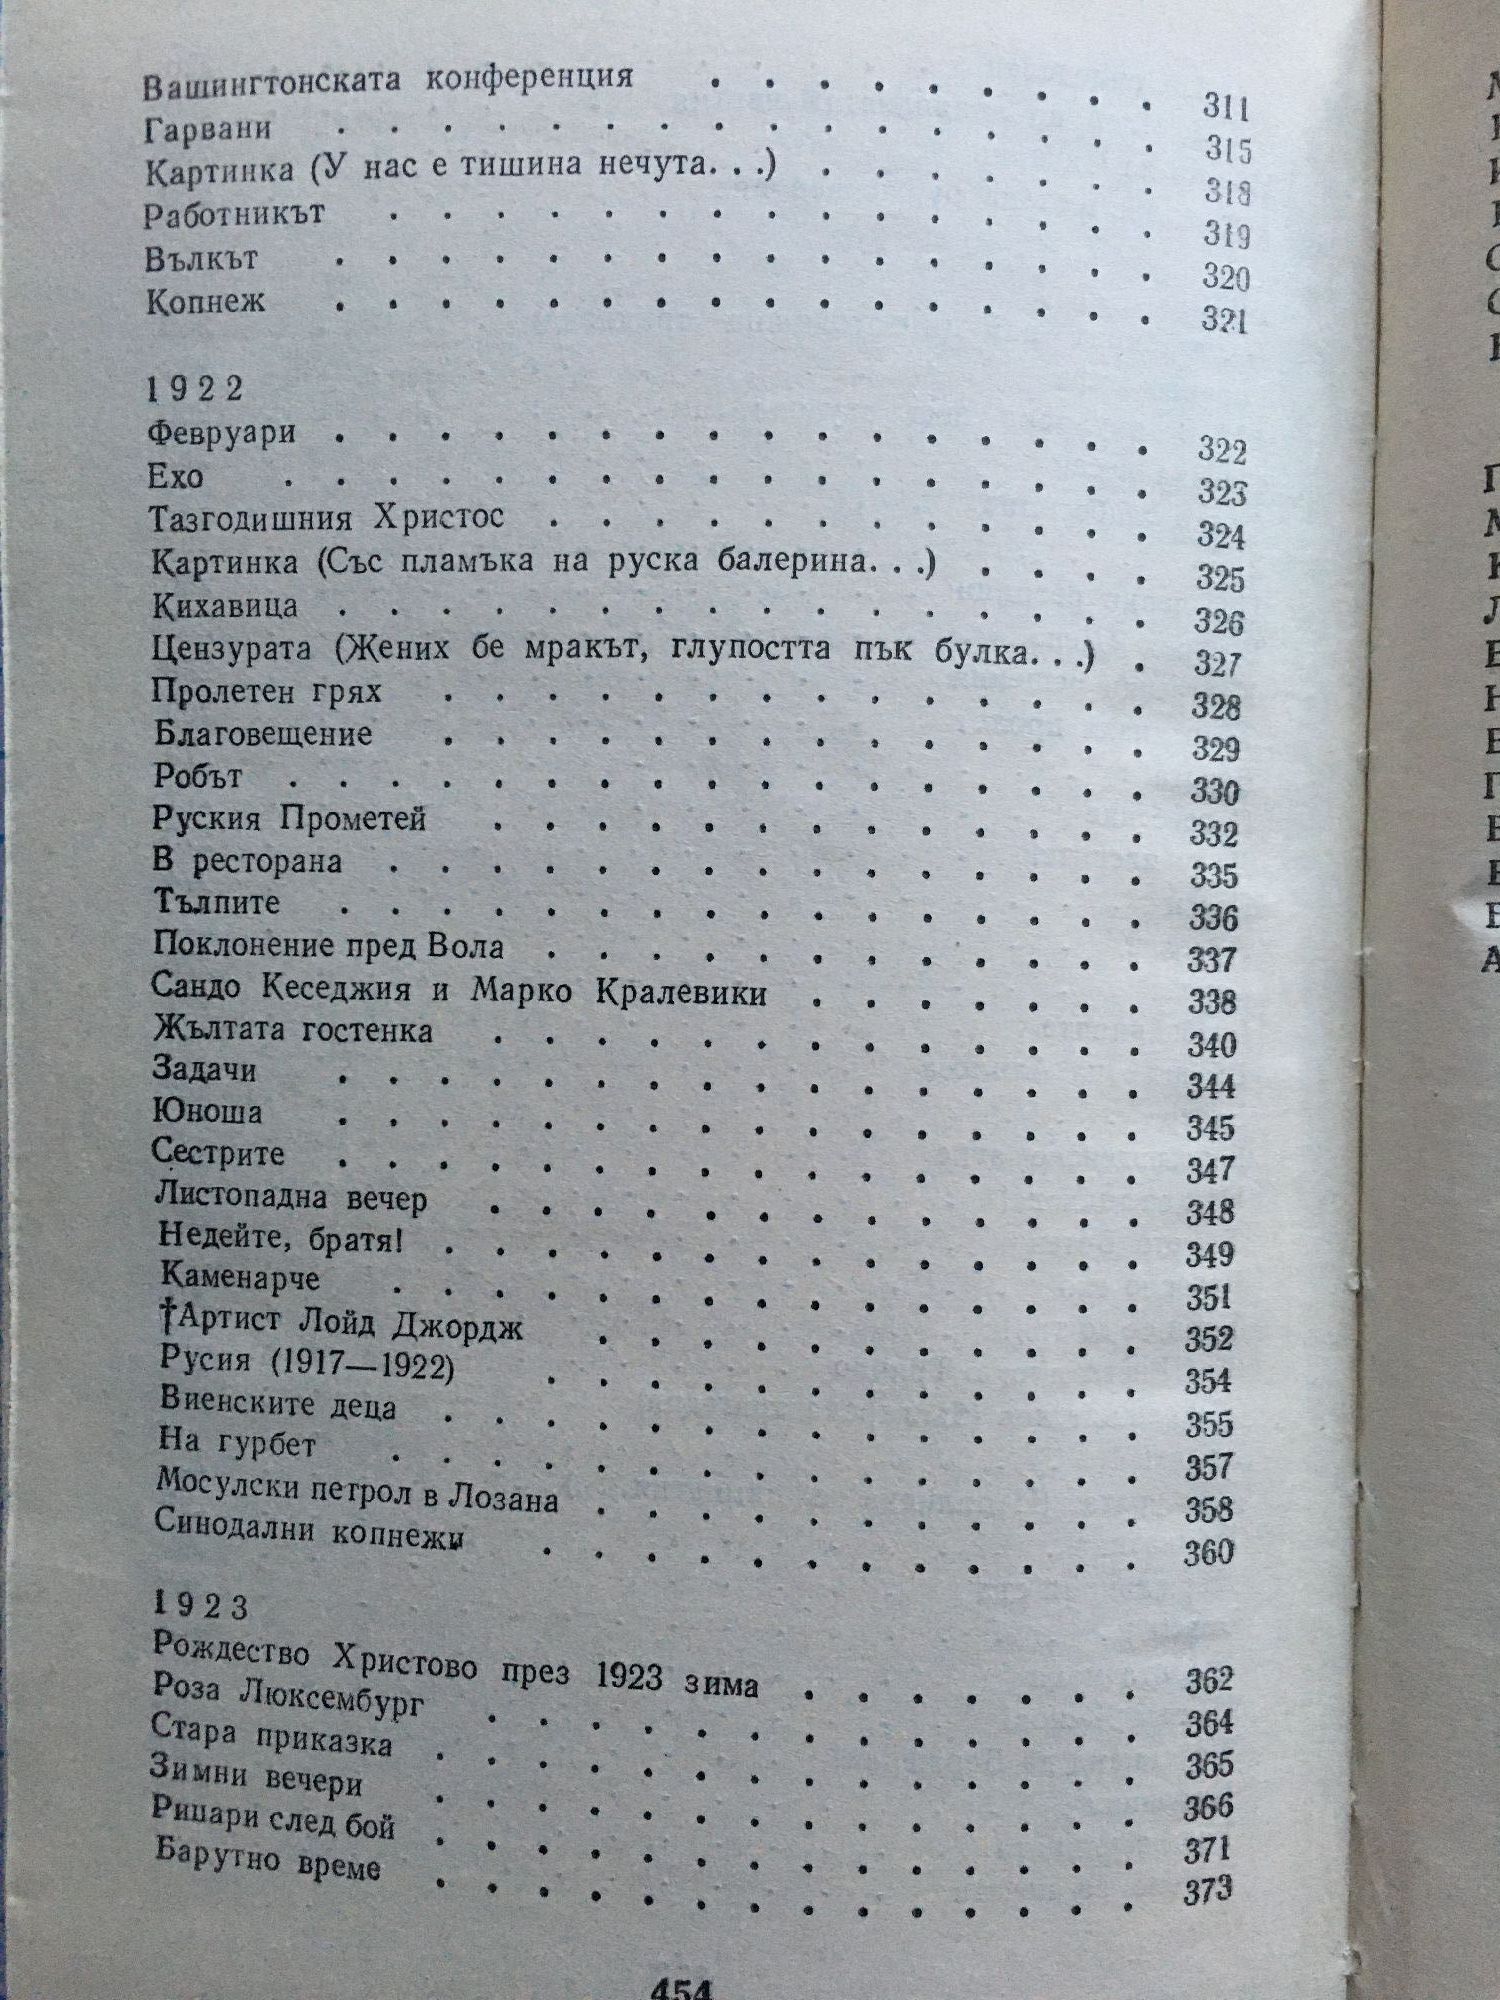 Вашингтонската конференция . . . . . . . . . 311
Гарвани . . . . . . . . . . . . . . . . 315
Картинка (У нас е тишина нечута. . .) . . . . . . . 318
Работникът . . . . . . . . . . . . . . . 319
Вълкът . . . . . . . . . . . . . . . . 320
Копнеж . . . . . . . . . . . . . . . . 321
1922
Февруари . . . . . . . . . . . . . . . . 322
Ехо . . . . . . . . . . . . . . . . . 323
Тазгодишния Христос . . . . . . . . . . . . 324
Картинка (Със пламъка на руска балерина. . .) . . . . 325
Кихавица . . . . . . . . . . . . . . . . 326
Цензурата (Жених бе мракът, глупостта пък булка. . .) . 327
Пролетен грях . . . . . . . . . . . . . . 328
Благовещение . . . . . . . . . . . . . . 329
Робът . . . . . . . . . . . . . . . . . 330
Руския Прометей . . . . . . . . . . . . . 332
В ресторана . . . . . . . . . . . . . . . 335
Тълпите . . . . . . . . . . . . . . . . 336
Поклонение пред Вола . . . . . . . . . . . . 337
Сандо Кеседжия и Марко Кралевики . . . . . . . 338
Жълтата гостенка . . . . . . . . . . . . . 340
Задачи . . . . . . . . . . . . . . . . 344
Юноша . . . . . . . . . . . . . . . . 345
Сестрите . . . . . . . . . . . . . . . . 347
Листопадна вечер . . . . . . . . . . . . . 348
Недейте, братя! . . . . . . . . . . . . . . 349
Каменарче . . . . . . . . . . . . . . . 351
†Артист Лойд Джордж . . . . . . . . . . . 352
Русия (1917—1922) . . . . . . . . . . . . 354
Виенските деца . . . . . . . . . . . . . . 355
На гурбет . . . . . . . . . . . . . . . 357
Мосулски петрол в Лозана . . . . . . . . . . . 358
Синодални копнежи . . . . . . . . . . . . 360
1923
Рождество Христово през 1923 зима . . . . . . . 362
Роза Люксембург . . . . . . . . . . . . . 364
Стара приказка . . . . . . . . . . . . . . 365
Зимни вечери . . . . . . . . . . . . . . 366
Рицари след бой . . . . . . . . . . . . . . 371
Барутно време . . . . . . . . . . . . . . 373
454